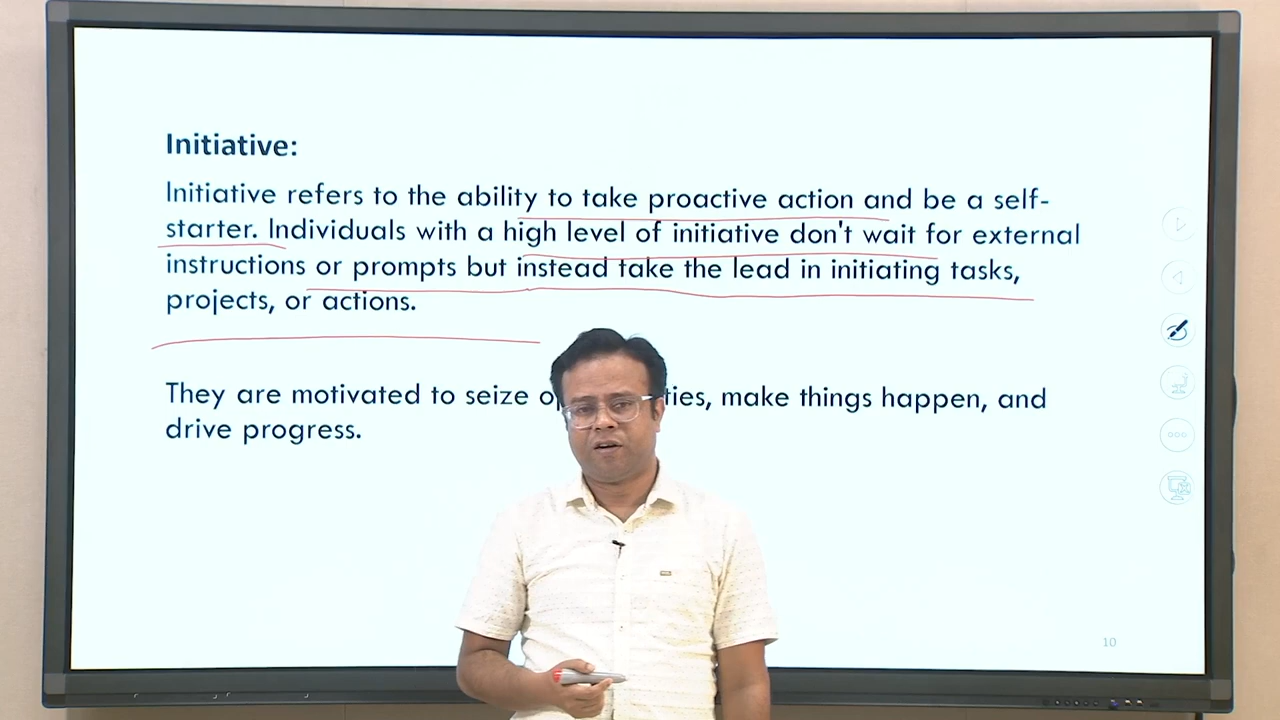 Initiative:
Initiative refers to the ability to take proactive action and be a self-
starter. Individuals with a high level of initiative don't wait for external
instructions or prompts but instead take the lead in initiating tasks,
projects, or actions.
They are motivated to seize op ties, make things happen, and
drive progress.
10